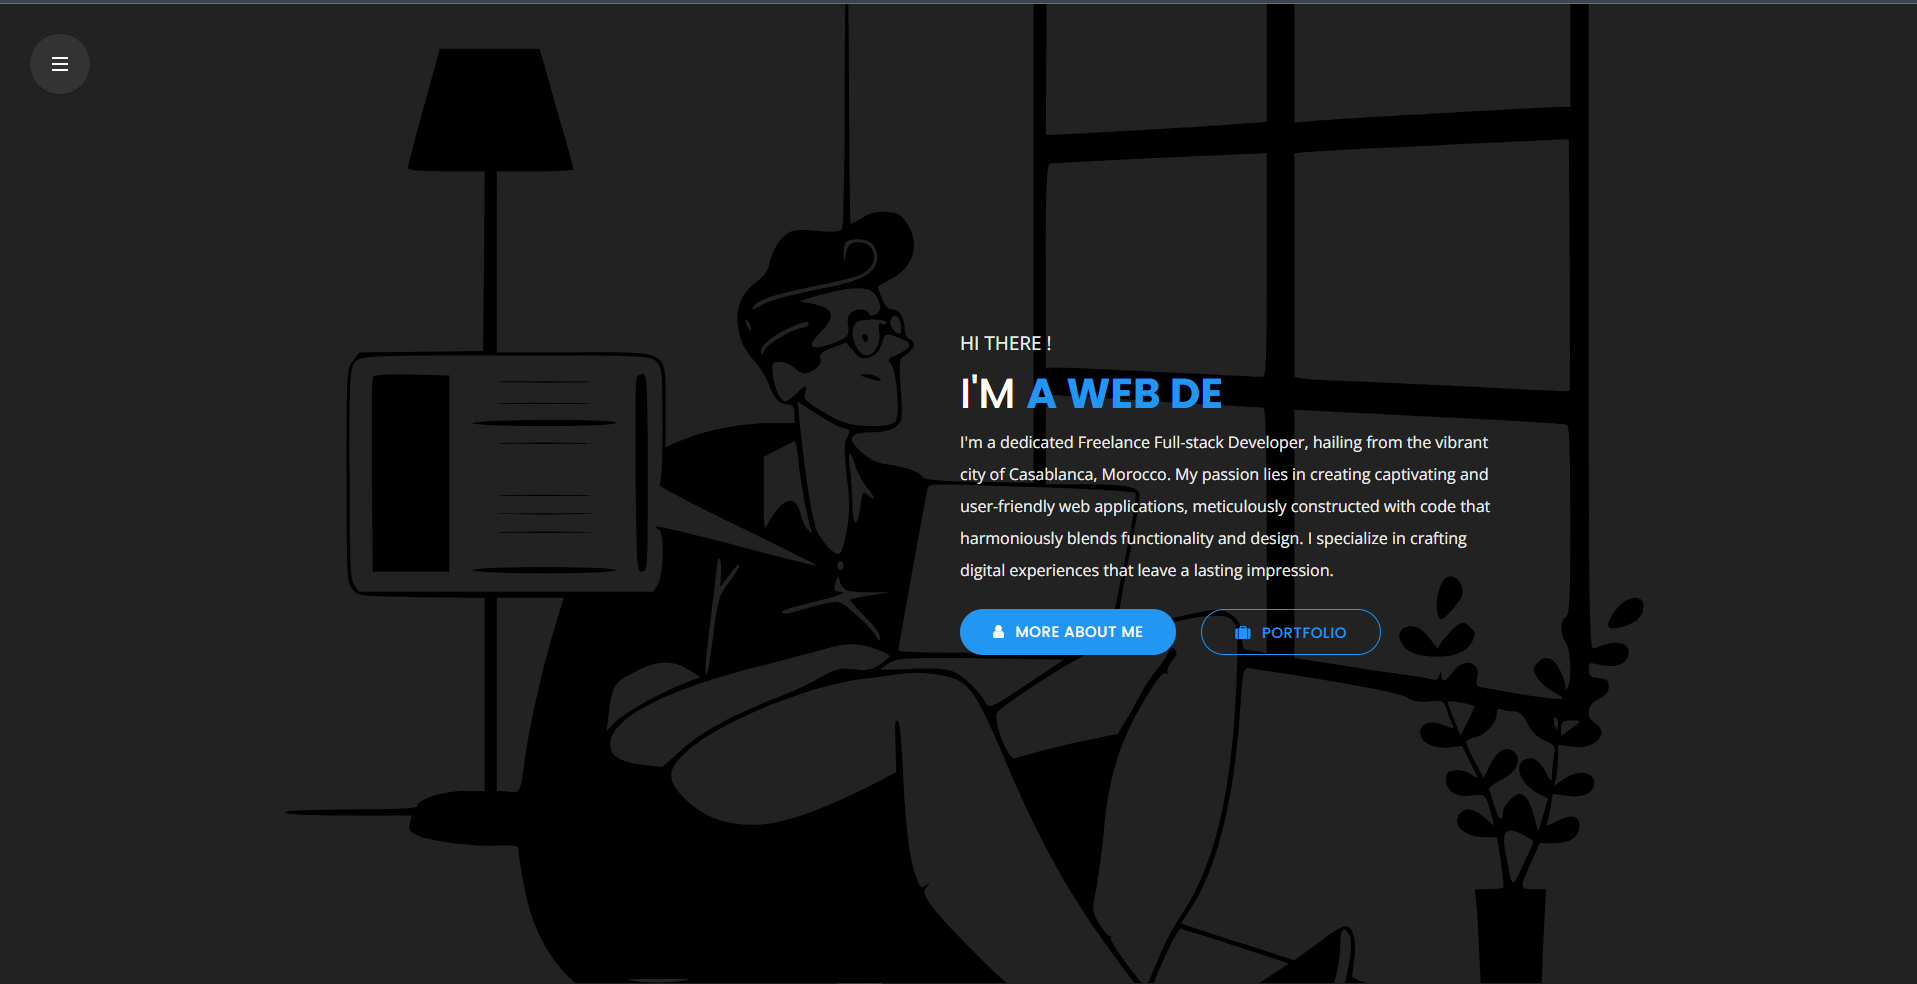 HI THERE !
I'M A WEB DE
I'm a dedicated Freelance Full-stack Developer, hailing from the vibrant
city of Casablanca, Morocco. My passion lies in creating captivating and
user-friendly web applications, meticulously constructed with code that
harmoniously blends functionality and design. I specialize in crafting
digital experiences that leave a lasting impression.
MORE ABOUT ME PORTFOLIO